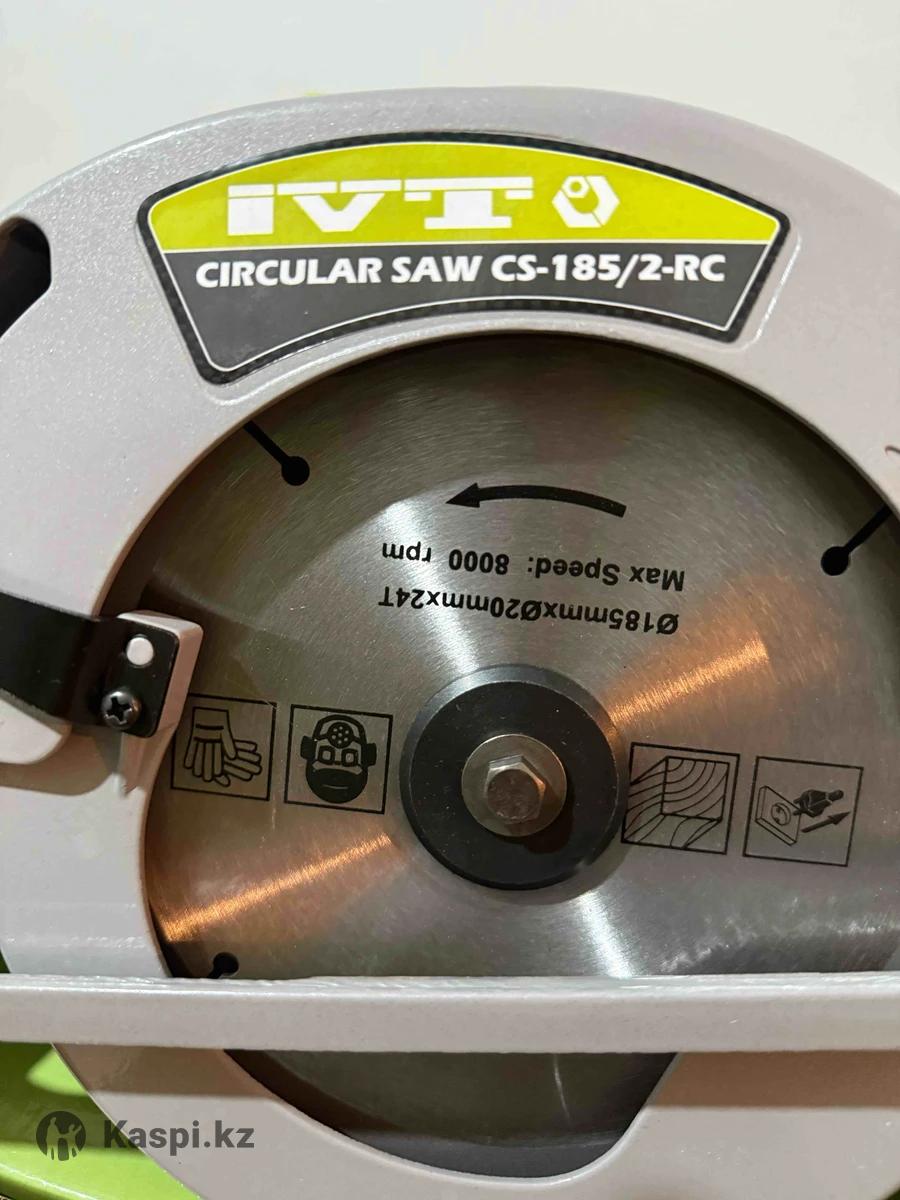 IVT
CIRCULAR SAW CS-185/2-RC
Ø185mmxØ20mmx24T
Max Speed: 8000 rpm
Kaspi.kz